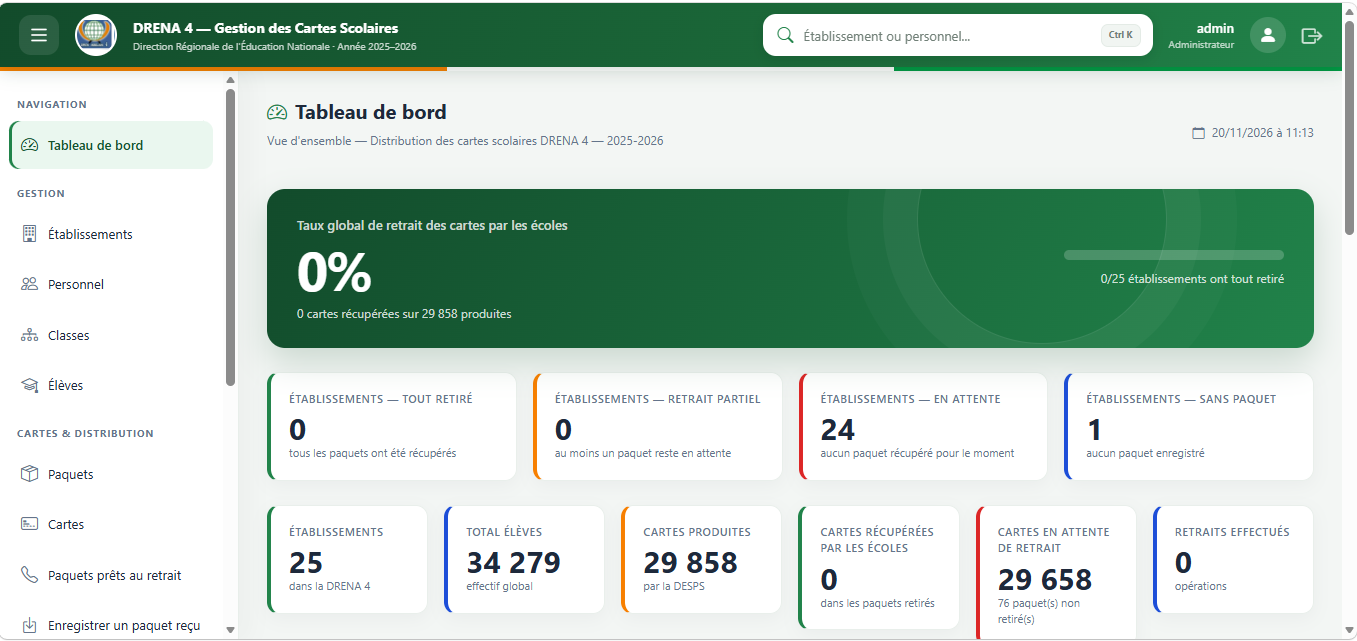 DRENA 4 — Gestion des Cartes Scolaires
Direction Régionale de l'Éducation Nationale · Année 2025–2026
Établissement ou personnel...
Ctrl K
admin
Administrateur
NAVIGATION
Tableau de bord
GESTION
Établissements
Personnel
Classes
Élèves
CARTES & DISTRIBUTION
Paquets
Cartes
Paquets prêts au retrait
Enregistrer un paquet reçu
Tableau de bord
Vue d'ensemble — Distribution des cartes scolaires DRENA 4 — 2025-2026
20/11/2026 à 11:13
Taux global de retrait des cartes par les écoles
0%
0 cartes récupérées sur 29 858 produites
0/25 établissements ont tout retiré
ÉTABLISSEMENTS — TOUT RETIRÉ
0
tous les paquets ont été récupérés
ÉTABLISSEMENTS — RETRAIT PARTIEL
0
au moins un paquet reste en attente
ÉTABLISSEMENTS — EN ATTENTE
24
aucun paquet récupéré pour le moment
ÉTABLISSEMENTS — SANS PAQUET
1
aucun paquet enregistré
ÉTABLISSEMENTS
25
dans la DRENA 4
TOTAL ÉLÈVES
34 279
effectif global
CARTES PRODUITES
29 858
par la DESPS
CARTES RÉCUPÉRÉES
PAR LES ÉCOLES
0
dans les paquets retirés
CARTES EN ATTENTE
DE RETRAIT
29 658
76 paquet(s) non
retiré(s)
RETRAITS EFFECTUÉS
0
opérations